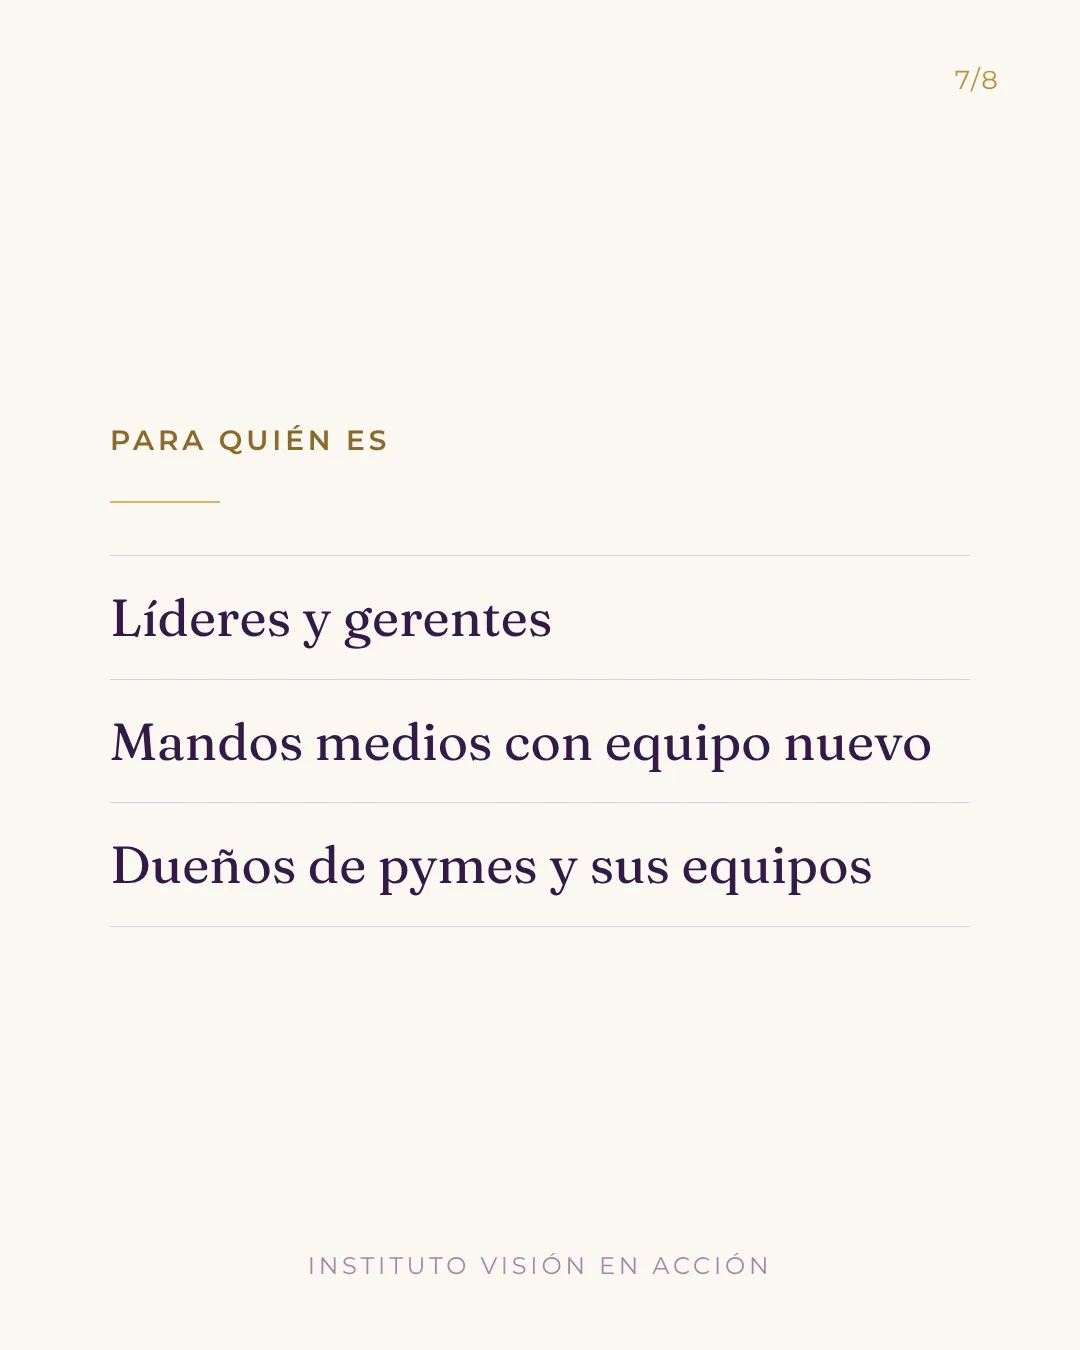 7/8
PARA QUIÉN ES
Líderes y gerentes
Mandos medios con equipo nuevo
Dueños de pymes y sus equipos
INSTITUTO VISIÓN EN ACCIÓN